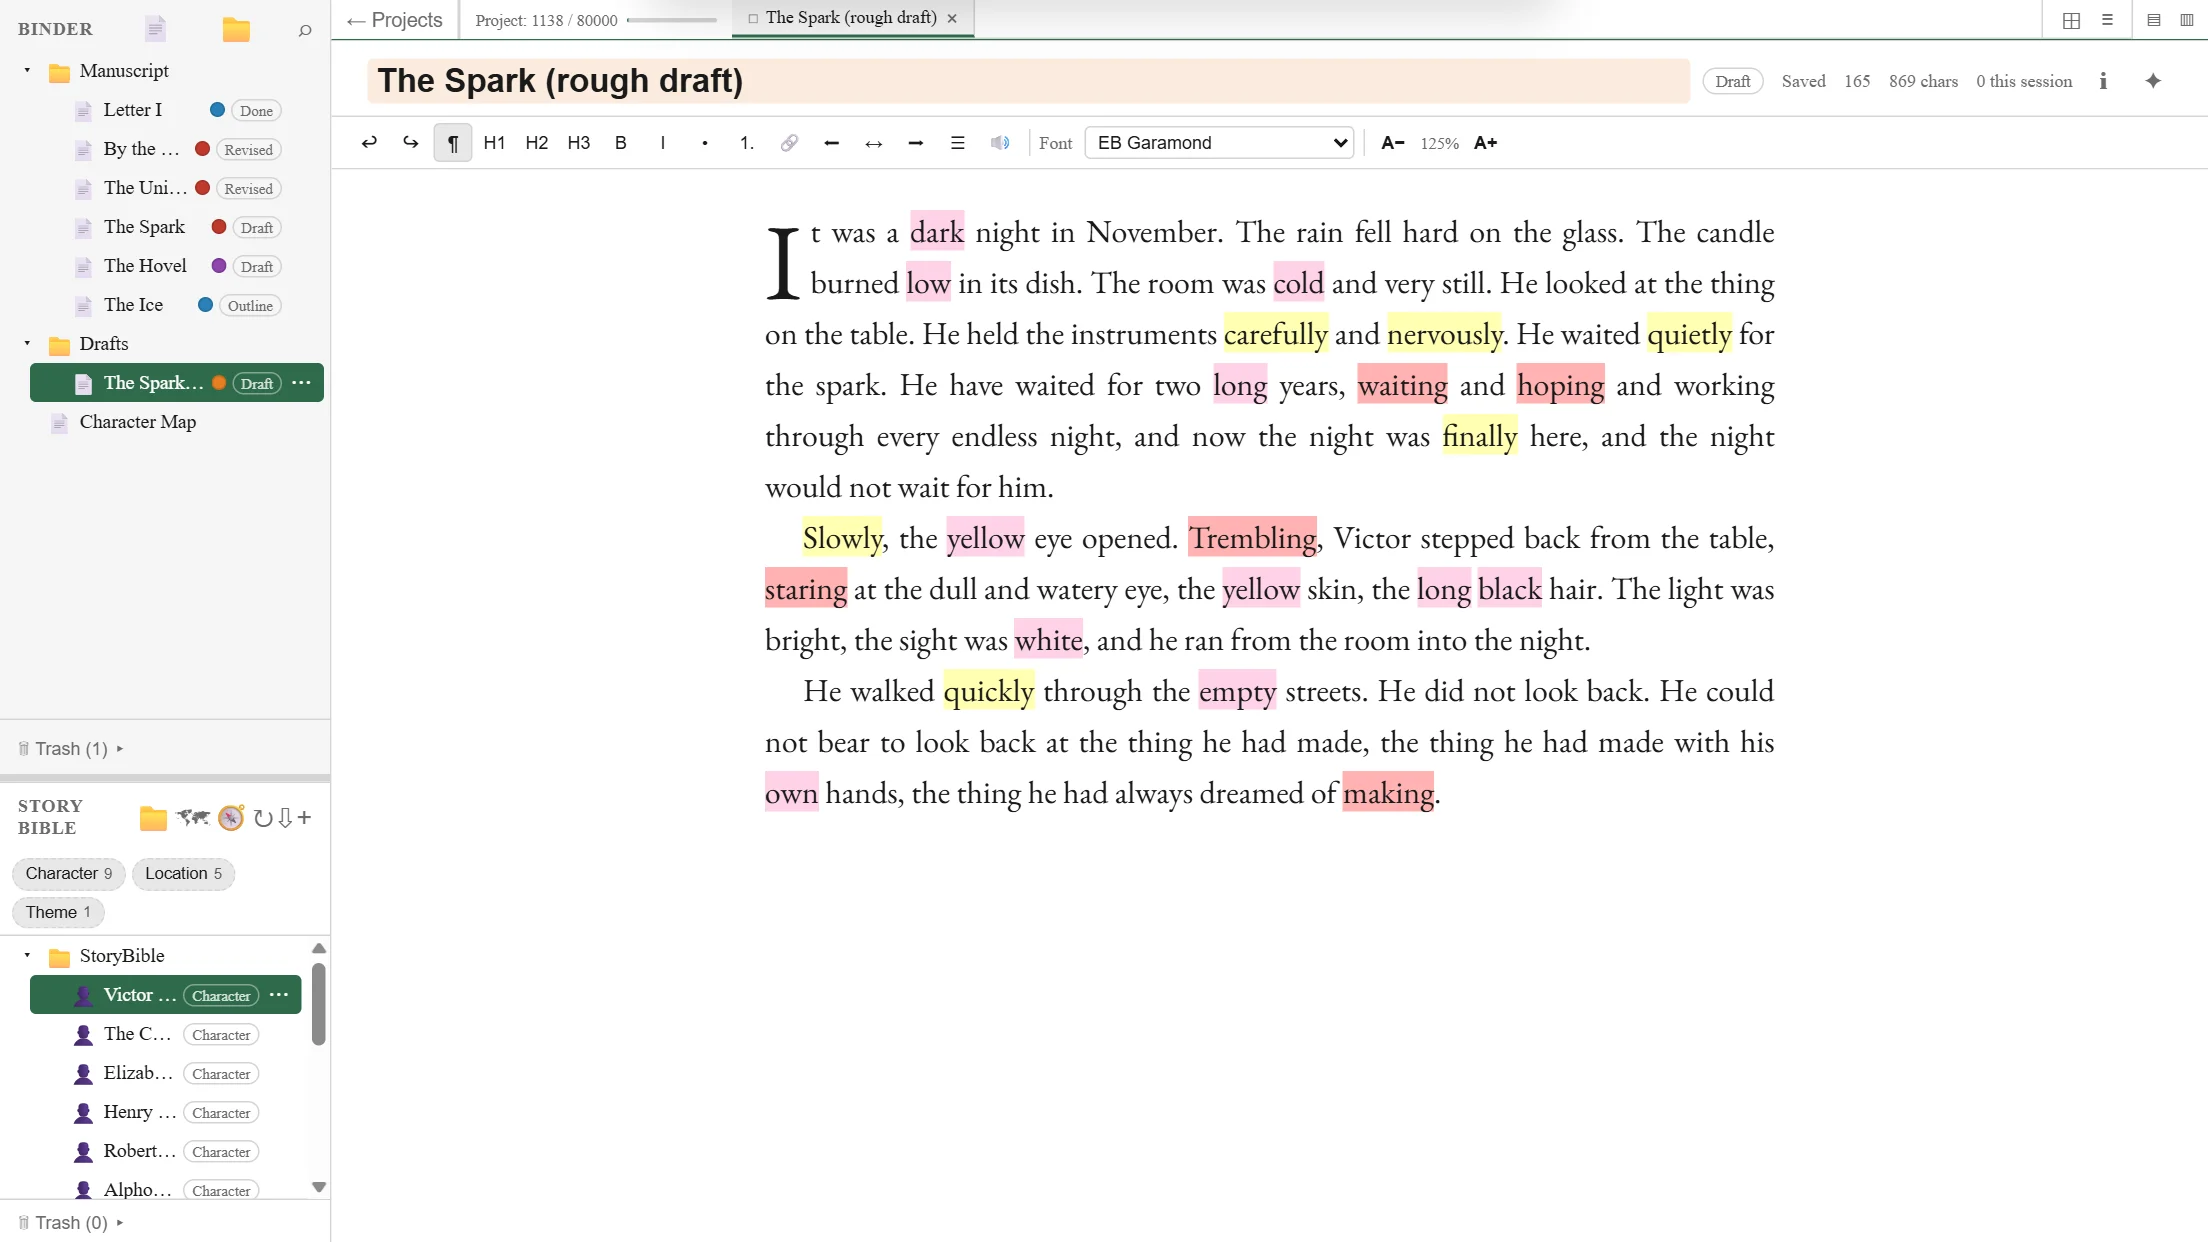 BINDER
Manuscript
Letter I Done
By the … Revised
The Uni… Revised
The Spark Draft
The Hovel Draft
The Ice Outline
Drafts
The Spark… Draft ···
Character Map
Trash (1)
STORY
BIBLE
Character 9 Location 5
Theme 1
StoryBible
Victor … Character ···
The C… Character
Elizab… Character
Henry … Character
Robert… Character
Alpho… Character
Trash (0)
← Projects Project: 1138 / 80000 The Spark (rough draft) ×
The Spark (rough draft) Draft Saved 165 869 chars 0 this session
¶ H1 H2 H3 B I • 1. Font EB Garamond A− 125% A+
It was a dark night in November. The rain fell hard on the glass. The candle
burned low in its dish. The room was cold and very still. He looked at the thing
on the table. He held the instruments carefully and nervously. He waited quietly for
the spark. He have waited for two long years, waiting and hoping and working
through every endless night, and now the night was finally here, and the night
would not wait for him.
Slowly, the yellow eye opened. Trembling, Victor stepped back from the table,
staring at the dull and watery eye, the yellow skin, the long black hair. The light was
bright, the sight was white, and he ran from the room into the night.
He walked quickly through the empty streets. He did not look back. He could
not bear to look back at the thing he had made, the thing he had made with his
own hands, the thing he had always dreamed of making.